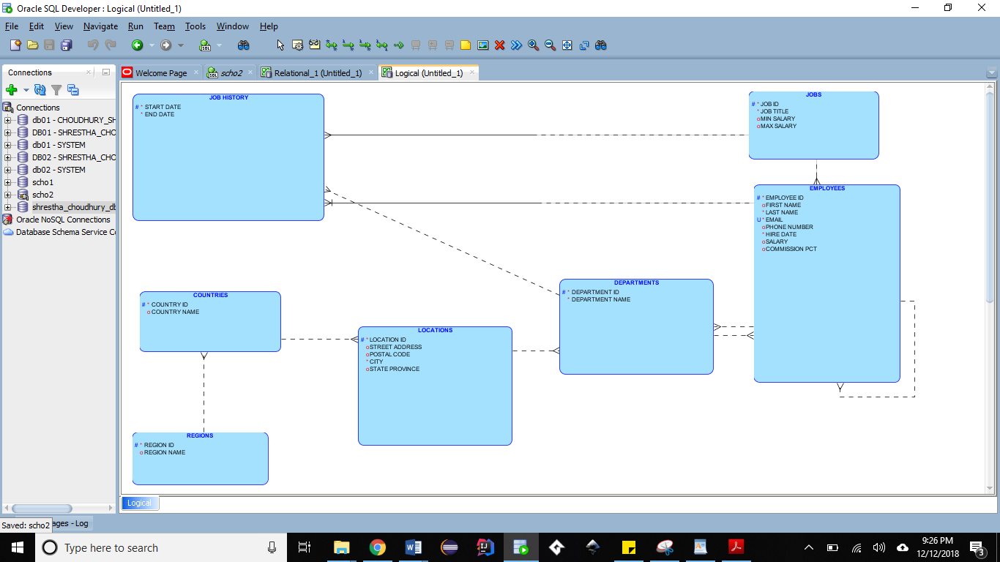 Oracle SQL Developer : Logical (Untitled_1)
File Edit View Navigate Run Team Tools Window Help
Connections
Welcome Page
scho2
Relational_1 (Untitled_1)
Logical (Untitled_1)
Connections
db01 - CHOUDHURY_SH
DB01 - SHRESTHA_CHO
db01 - SYSTEM
DB02 - SHRESTHA_CHO
db02 - SYSTEM
scho1
scho2
shrestha_choudhury_db
Oracle NoSQL Connections
Database Schema Service Co
JOB HISTORY
# * START DATE
* END DATE
JOBS
# * JOB ID
* JOB TITLE
o MIN SALARY
o MAX SALARY
EMPLOYEES
# * EMPLOYEE ID
o FIRST NAME
* LAST NAME
U * EMAIL
o PHONE NUMBER
* HIRE DATE
o SALARY
o COMMISSION PCT
DEPARTMENTS
# * DEPARTMENT ID
* DEPARTMENT NAME
COUNTRIES
# * COUNTRY ID
o COUNTRY NAME
LOCATIONS
# * LOCATION ID
o STREET ADDRESS
o POSTAL CODE
* CITY
o STATE PROVINCE
REGIONS
# * REGION ID
o REGION NAME
Logical
Saved: scho2
ages - Log
Type here to search
9:26 PM
12/12/2018
3